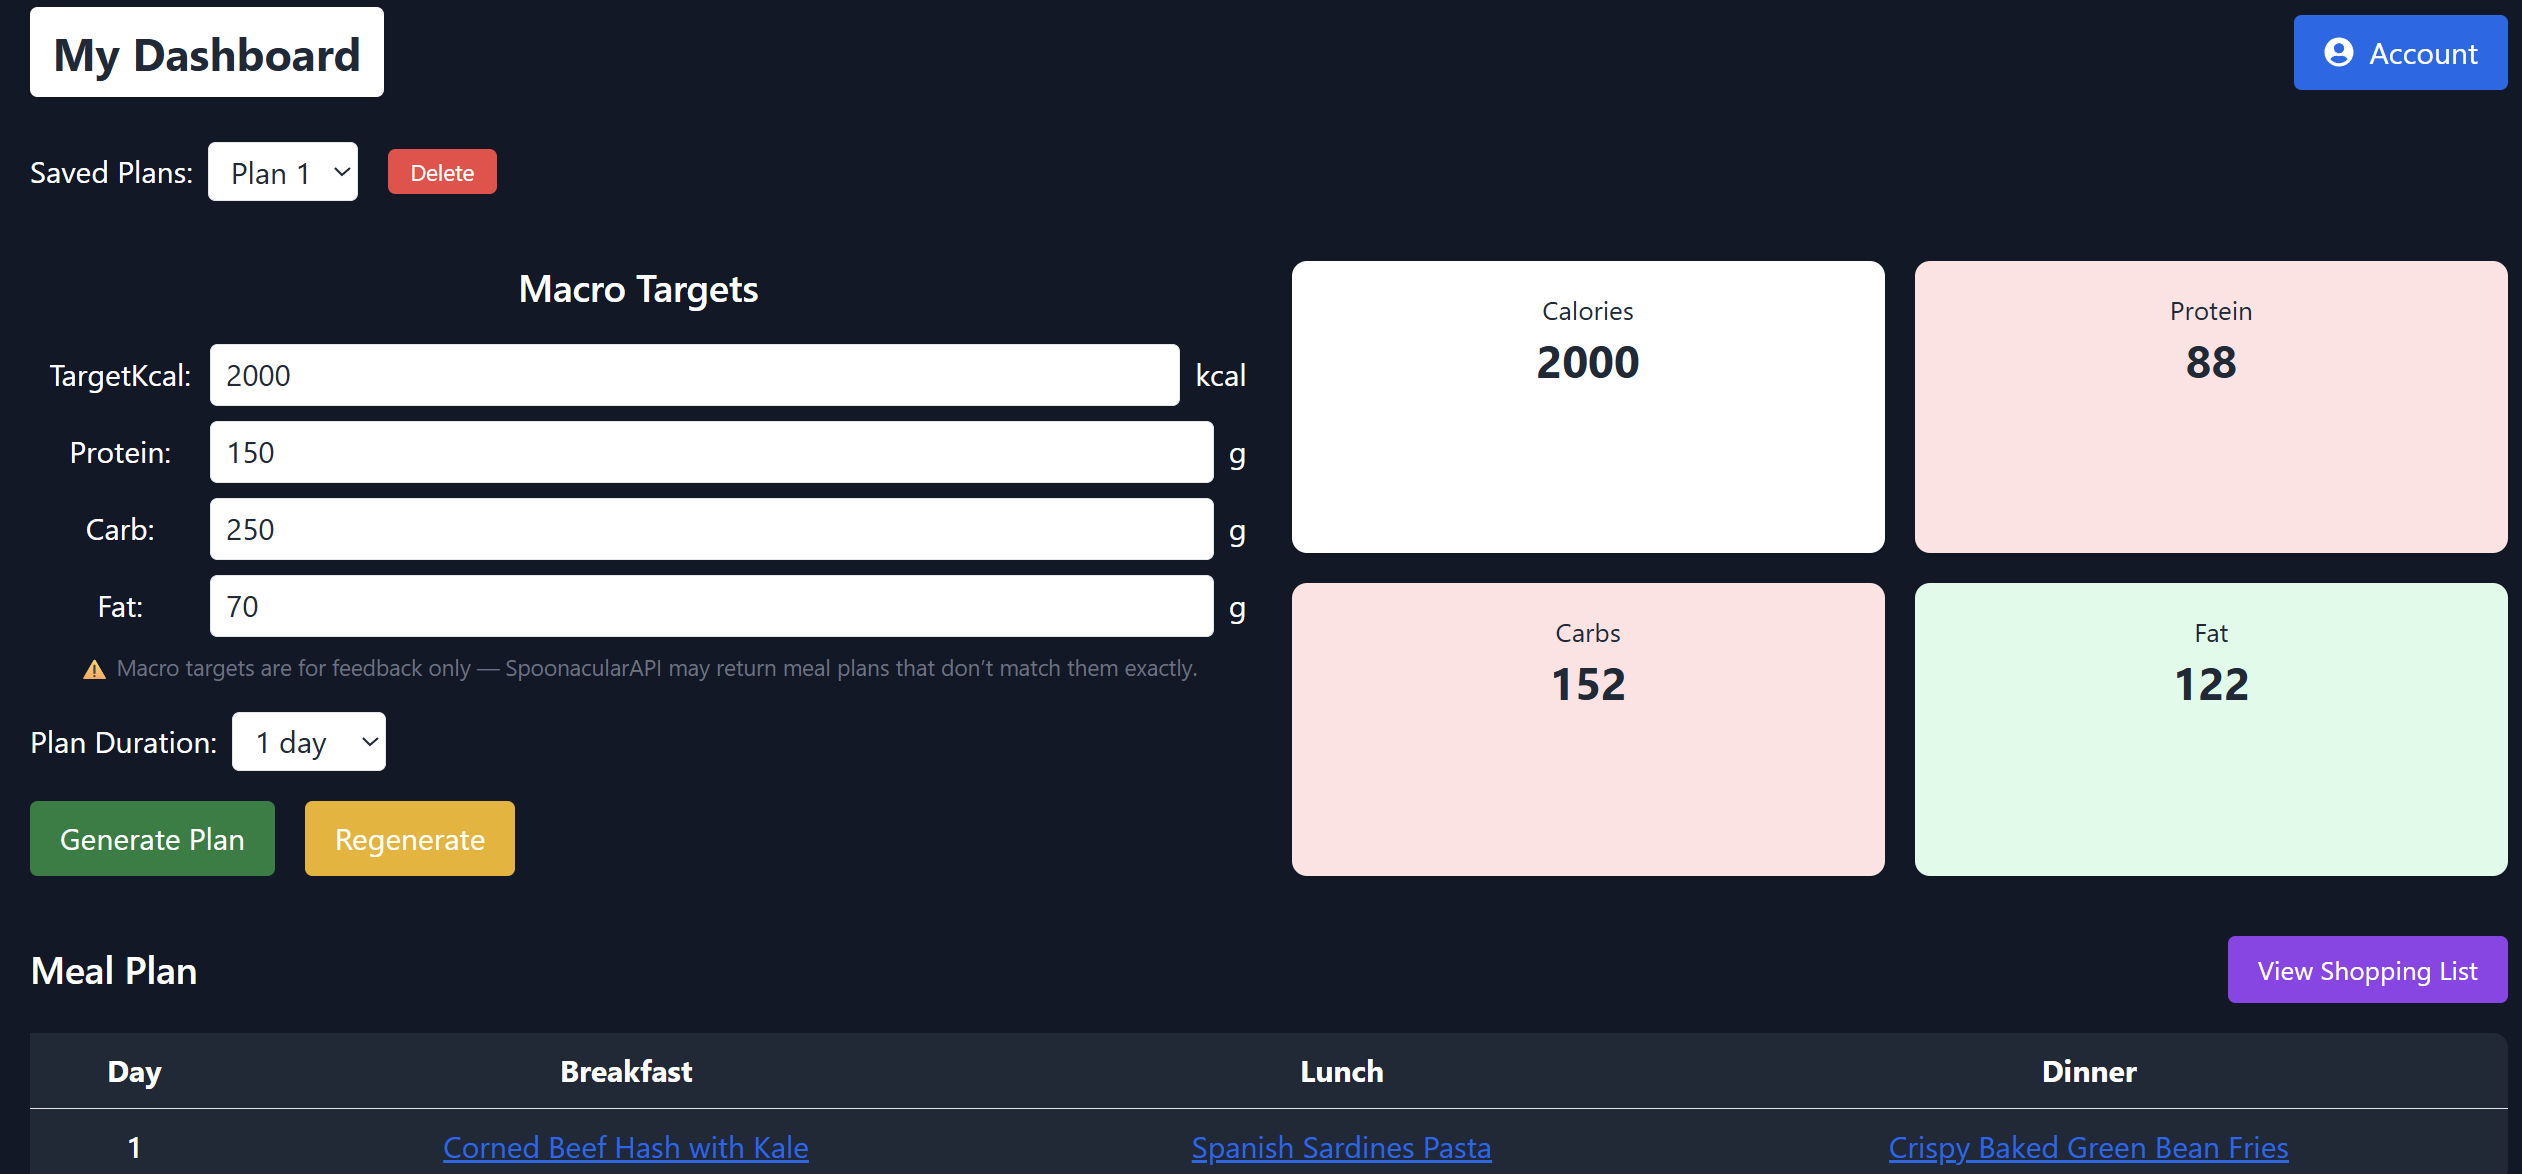 My Dashboard
Account
Saved Plans: Plan 1 Delete
Macro Targets
TargetKcal: 2000 kcal
Protein: 150 g
Carb: 250 g
Fat: 70 g
⚠ Macro targets are for feedback only — SpoonacularAPI may return meal plans that don’t match them exactly.
Plan Duration: 1 day
Generate Plan Regenerate
Calories
2000
Protein
88
Carbs
152
Fat
122
Meal Plan
View Shopping List
Day Breakfast Lunch Dinner
1 Corned Beef Hash with Kale Spanish Sardines Pasta Crispy Baked Green Bean Fries